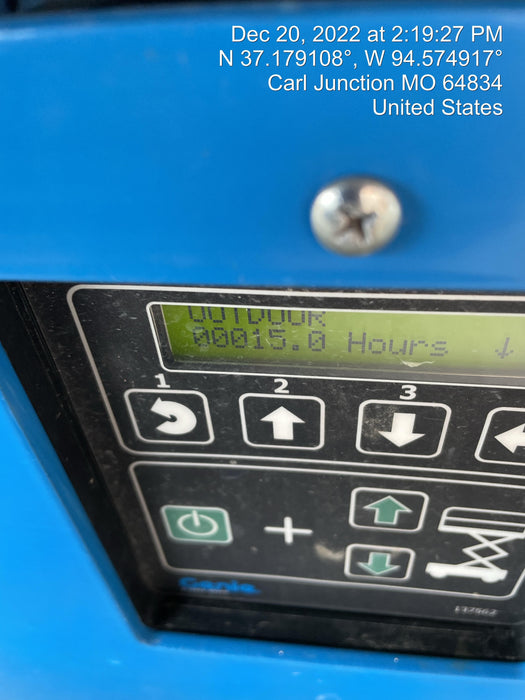 Dec 20, 2022 at 2:19:27 PM
N 37.179108°, W 94.574917°
Carl Junction MO 64834
United States
OUTDOOR
00015.0 Hours ↓
1 2 3
+
Genie